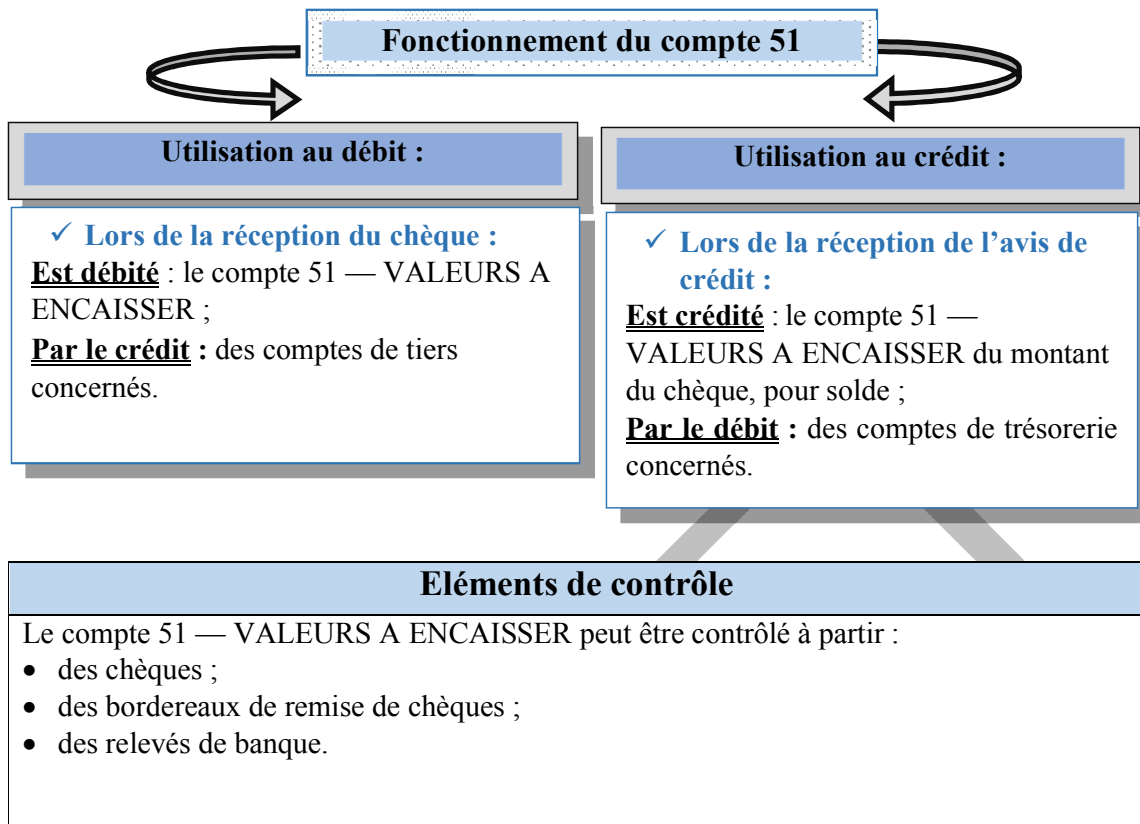 Fonctionnement du compte 51
Utilisation au débit :
✓ Lors de la réception du chèque :
Est débité : le compte 51 — VALEURS A
ENCAISSER ;
Par le crédit : des comptes de tiers
concernés.
Utilisation au crédit :
✓ Lors de la réception de l’avis de
crédit :
Est crédité : le compte 51 —
VALEURS A ENCAISSER du montant
du chèque, pour solde ;
Par le débit : des comptes de trésorerie
concernés.
Eléments de contrôle
Le compte 51 — VALEURS A ENCAISSER peut être contrôlé à partir :
• des chèques ;
• des bordereaux de remise de chèques ;
• des relevés de banque.